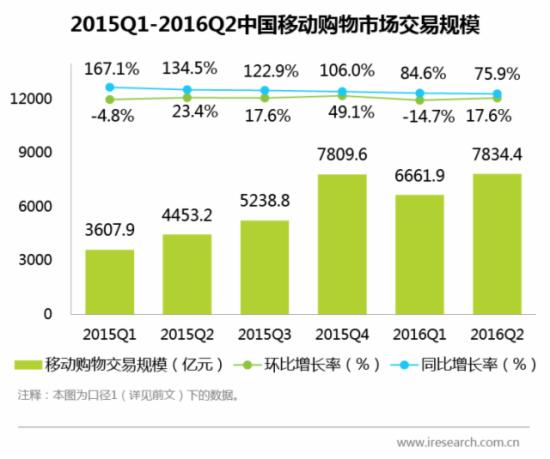 2015Q1-2016Q2中国移动购物市场交易规模
167.1% 134.5% 122.9% 106.0% 84.6% 75.9%
12000
-4.8% 23.4% 17.6% 49.1% -14.7% 17.6%
9000
7809.6 7834.4
6661.9
6000
5238.8
4453.2
3607.9
3000
0
2015Q1 2015Q2 2015Q3 2015Q4 2016Q1 2016Q2
移动购物交易规模（亿元） 环比增长率（%） 同比增长率（%）
注释：本图为口径1（详见前文）下的数据。
www.iresearch.com.cn